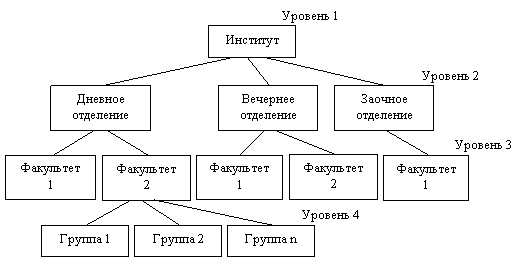 Уровень 1
Институт
Уровень 2
Дневное
отделение
Вечернее
отделение
Заочное
отделение
Уровень 3
Факультет
1
Факультет
2
Факультет
1
Факультет
2
Факультет
1
Уровень 4
Группа 1
Группа 2
Группа n